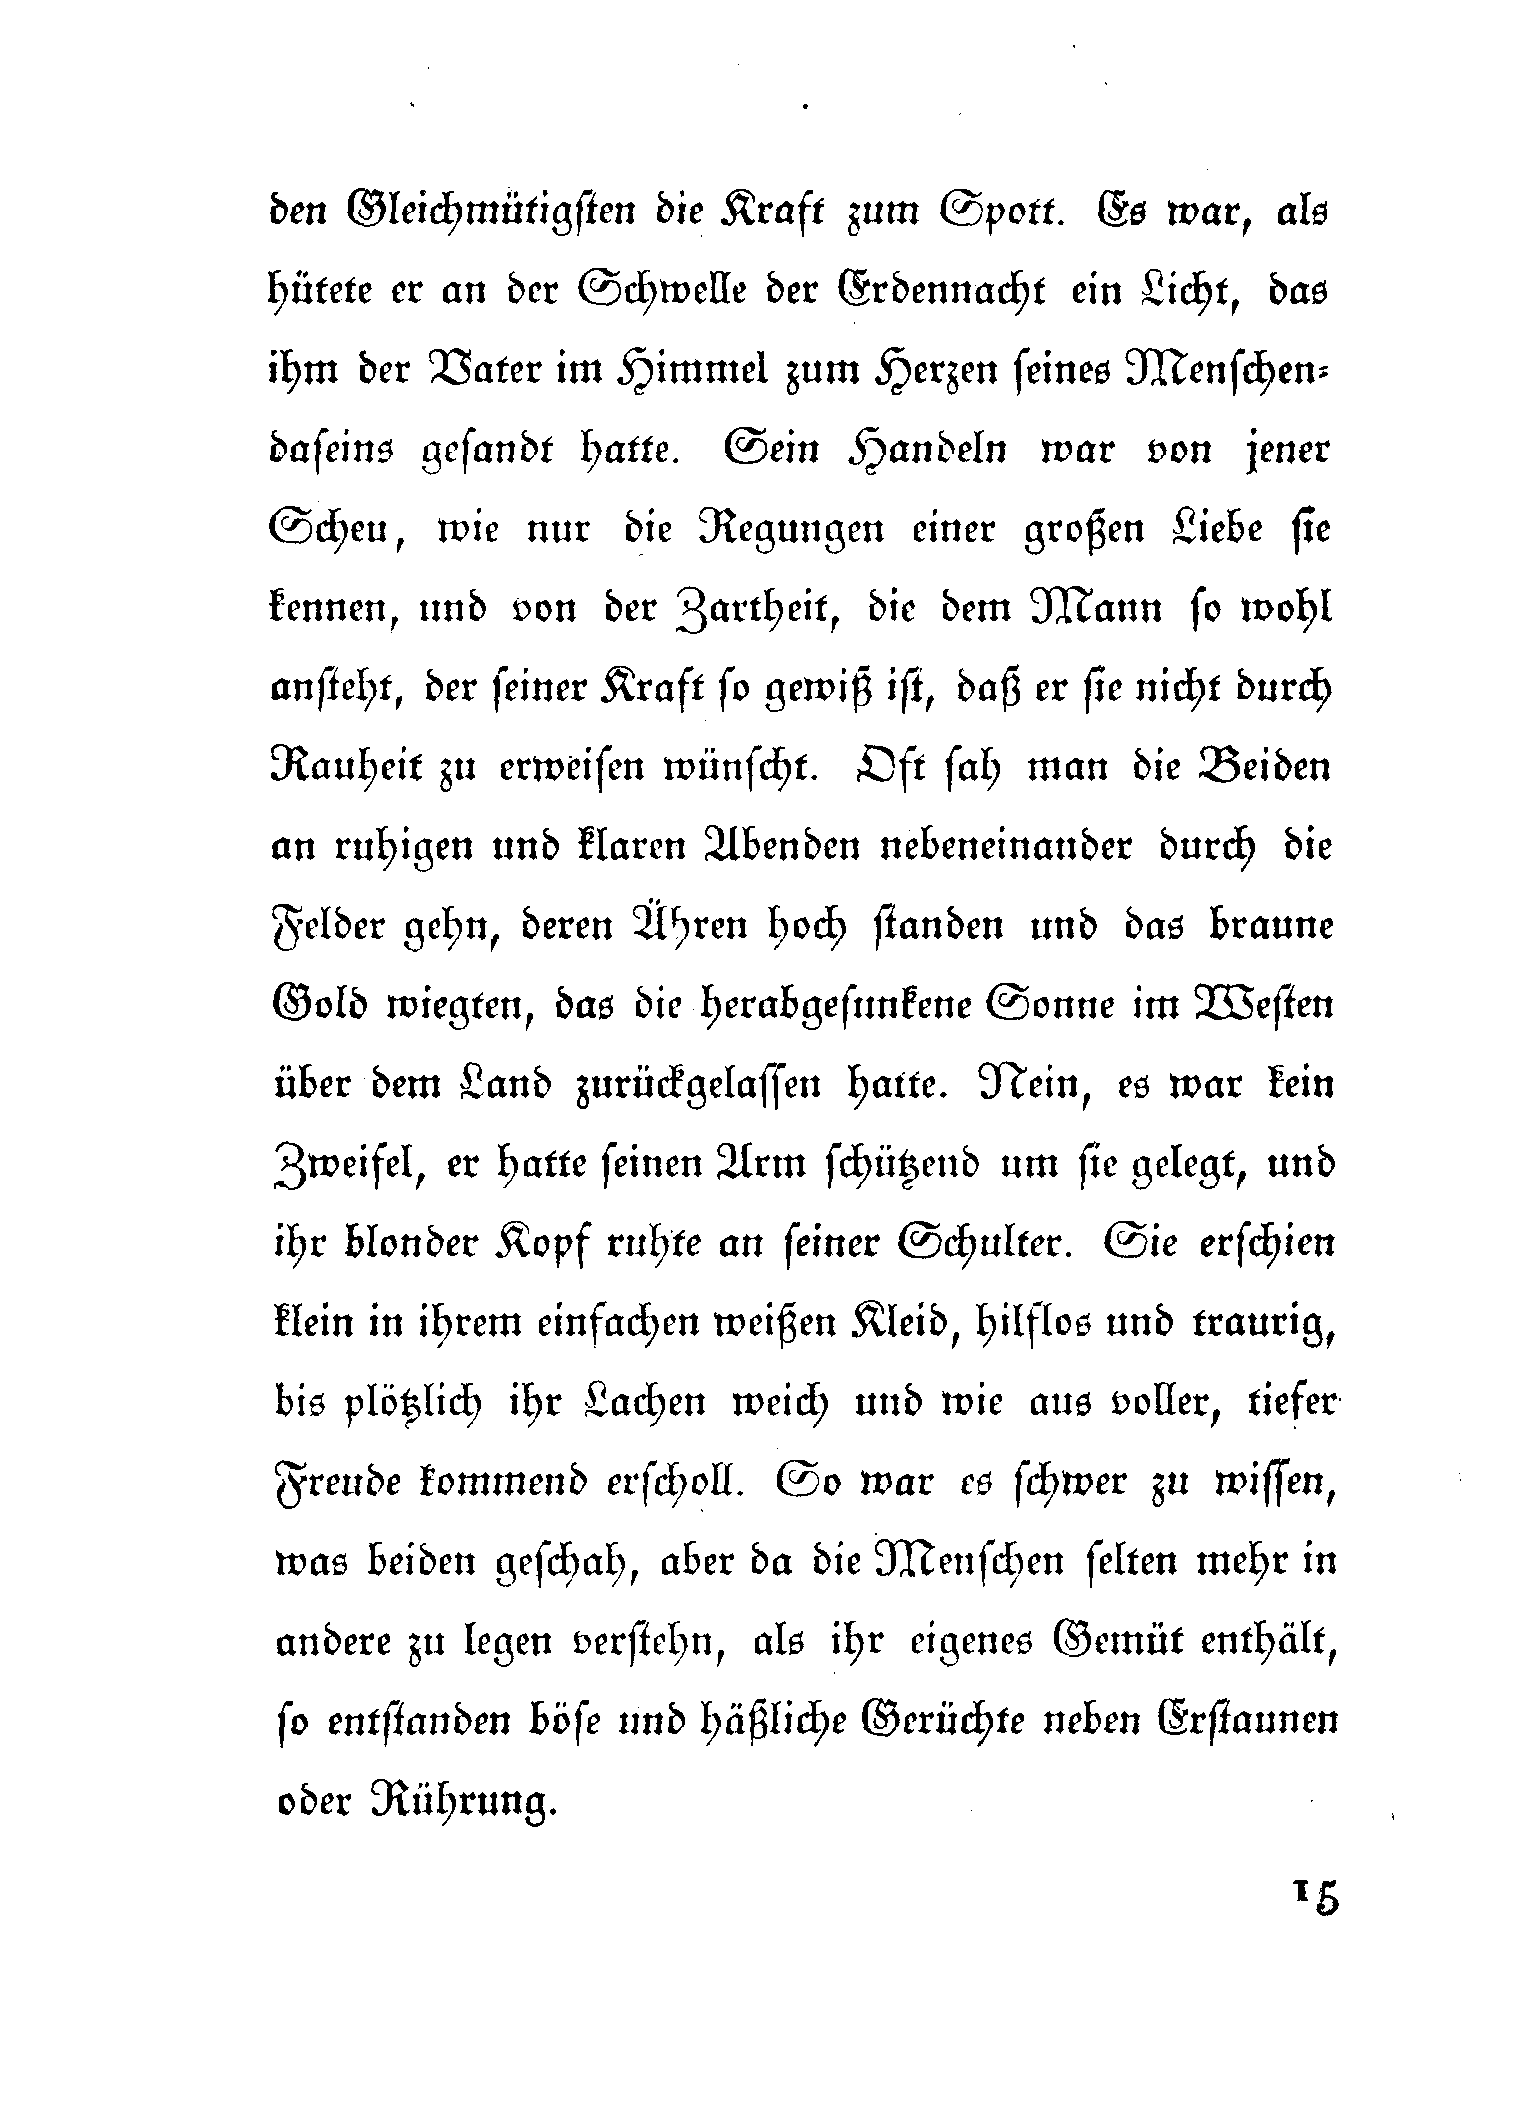 den Gleichmütigſten die Kraft zum Spott. Es war, als
hütete er an der Schwelle der Erdennacht ein Licht, das
ihm der Vater im Himmel zum Herzen ſeines Menſchen⸗
daſeins geſandt hatte. Sein Handeln war von jener
Scheu, wie nur die Regungen einer großen Liebe ſie
kennen, und von der Zartheit, die dem Mann ſo wohl
anſteht, der ſeiner Kraft ſo gewiß iſt, daß er ſie nicht durch
Rauheit zu erweiſen wünſcht. Oft ſah man die Beiden
an ruhigen und klaren Abenden nebeneinander durch die
Felder gehn, deren Ähren hoch ſtanden und das braune
Gold wiegten, das die herabgeſunkene Sonne im Weſten
über dem Land zurückgelaſſen hatte. Nein, es war kein
Zweifel, er hatte ſeinen Arm ſchützend um ſie gelegt, und
ihr blonder Kopf ruhte an ſeiner Schulter. Sie erſchien
klein in ihrem einfachen weißen Kleid, hilflos und traurig,
bis plötzlich ihr Lachen weich und wie aus voller, tiefer
Freude kommend erſcholl. So war es ſchwer zu wiſſen,
was beiden geſchah, aber da die Menſchen ſelten mehr in
andere zu legen verſtehn, als ihr eigenes Gemüt enthält,
ſo entſtanden böſe und häßliche Gerüchte neben Erſtaunen
oder Rührung.
15